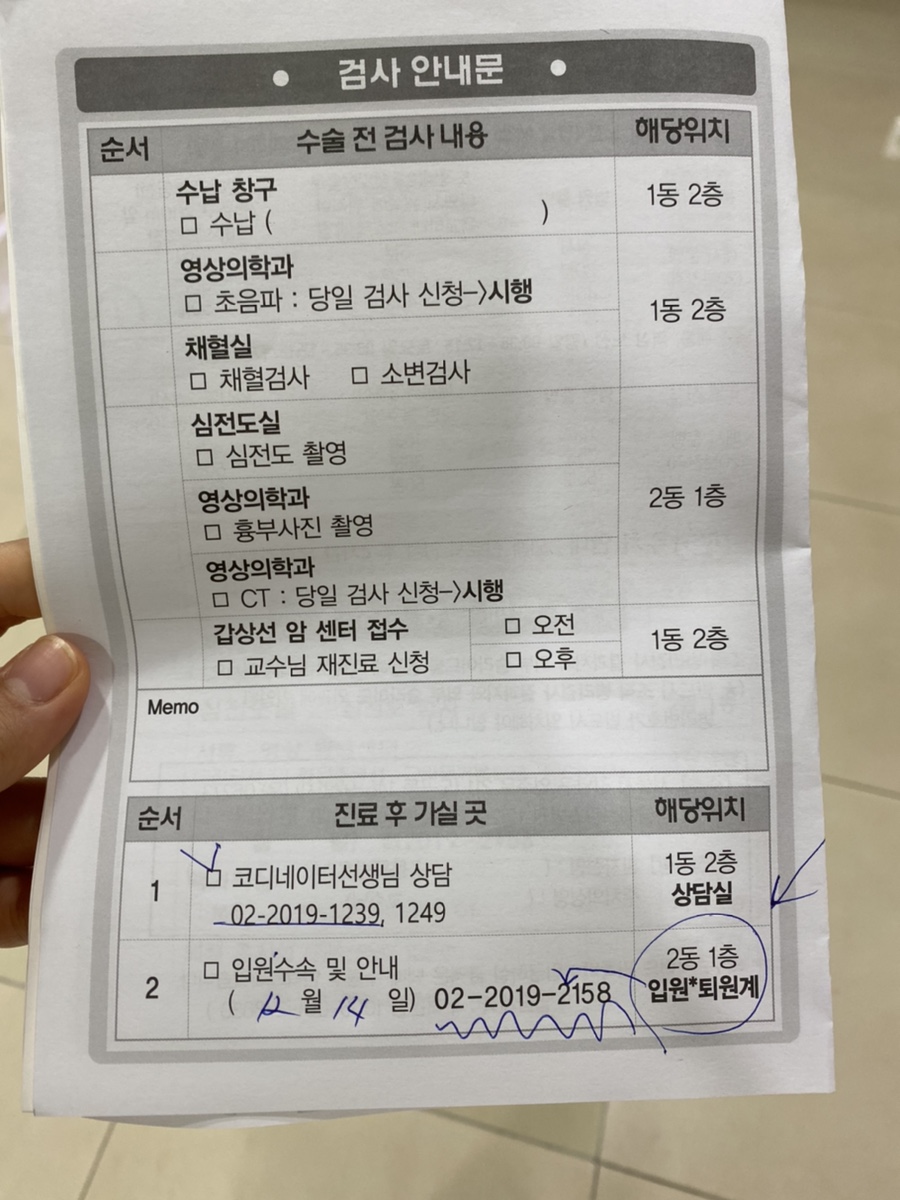 • 검사 안내문 •
순서 수술 전 검사 내용 해당위치
수납 창구
□ 수납 ( )
1동 2층
영상의학과
□ 초음파 : 당일 검사 신청->시행
채혈실
□ 채혈검사 □ 소변검사
1동 2층
심전도실
□ 심전도 촬영
영상의학과
□ 흉부사진 촬영
영상의학과
□ CT : 당일 검사 신청->시행
2동 1층
갑상선 암 센터 접수
□ 교수님 재진료 신청
□ 오전
□ 오후
1동 2층
Memo
순서 진료 후 가실 곳 해당위치
1
□ 코디네이터선생님 상담
02-2019-1239, 1249
1동 2층
상담실
2
□ 입원수속 및 안내
( 12 월 14 일) 02-2019-2158
2동 1층
입원*퇴원계